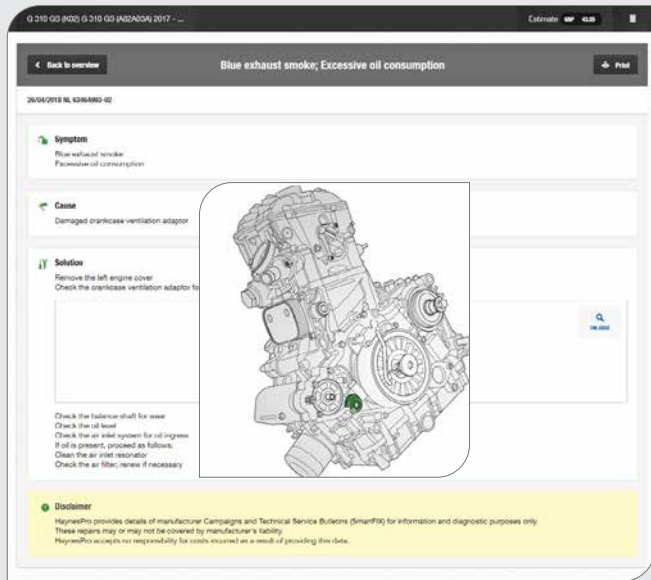 G 310 GS (K02) G 310 GS (A02A03A) 2017 - ...
Estimate GBP
Back to overview
Blue exhaust smoke; Excessive oil consumption
Print
Symptom
Blue exhaust smoke
Excessive oil consumption
Cause
Damaged crankcase ventilation adaptor
Solution
Remove the left engine cover
Check the crankcase ventilation adaptor fo
Check the balance shaft for wear
Check the oil level
Check the air inlet system for oil ingress
If oil is present, proceed as follows:
Clean the air inlet resonator
Check the air filter; renew if necessary
Disclaimer
HaynesPro provides details of manufacturer Campaigns and Technical Service Bulletins (SmartFIX) for information and diagnostic purposes only.
These repairs may or may not be covered by manufacturer's liability.
HaynesPro accepts no responsibility for costs incurred as a result of providing this data.